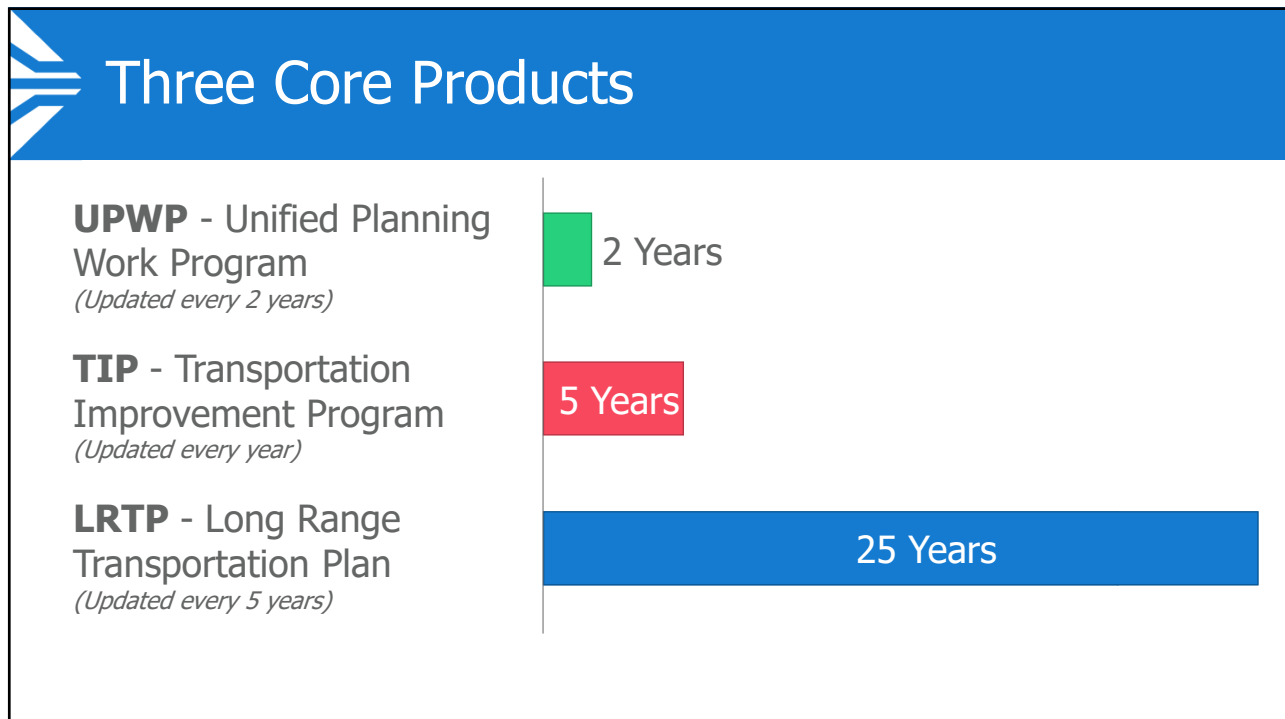 Three Core Products
UPWP - Unified Planning
Work Program
(Updated every 2 years)
2 Years
TIP - Transportation
Improvement Program
(Updated every year)
5 Years
LRTP - Long Range
Transportation Plan
(Updated every 5 years)
25 Years